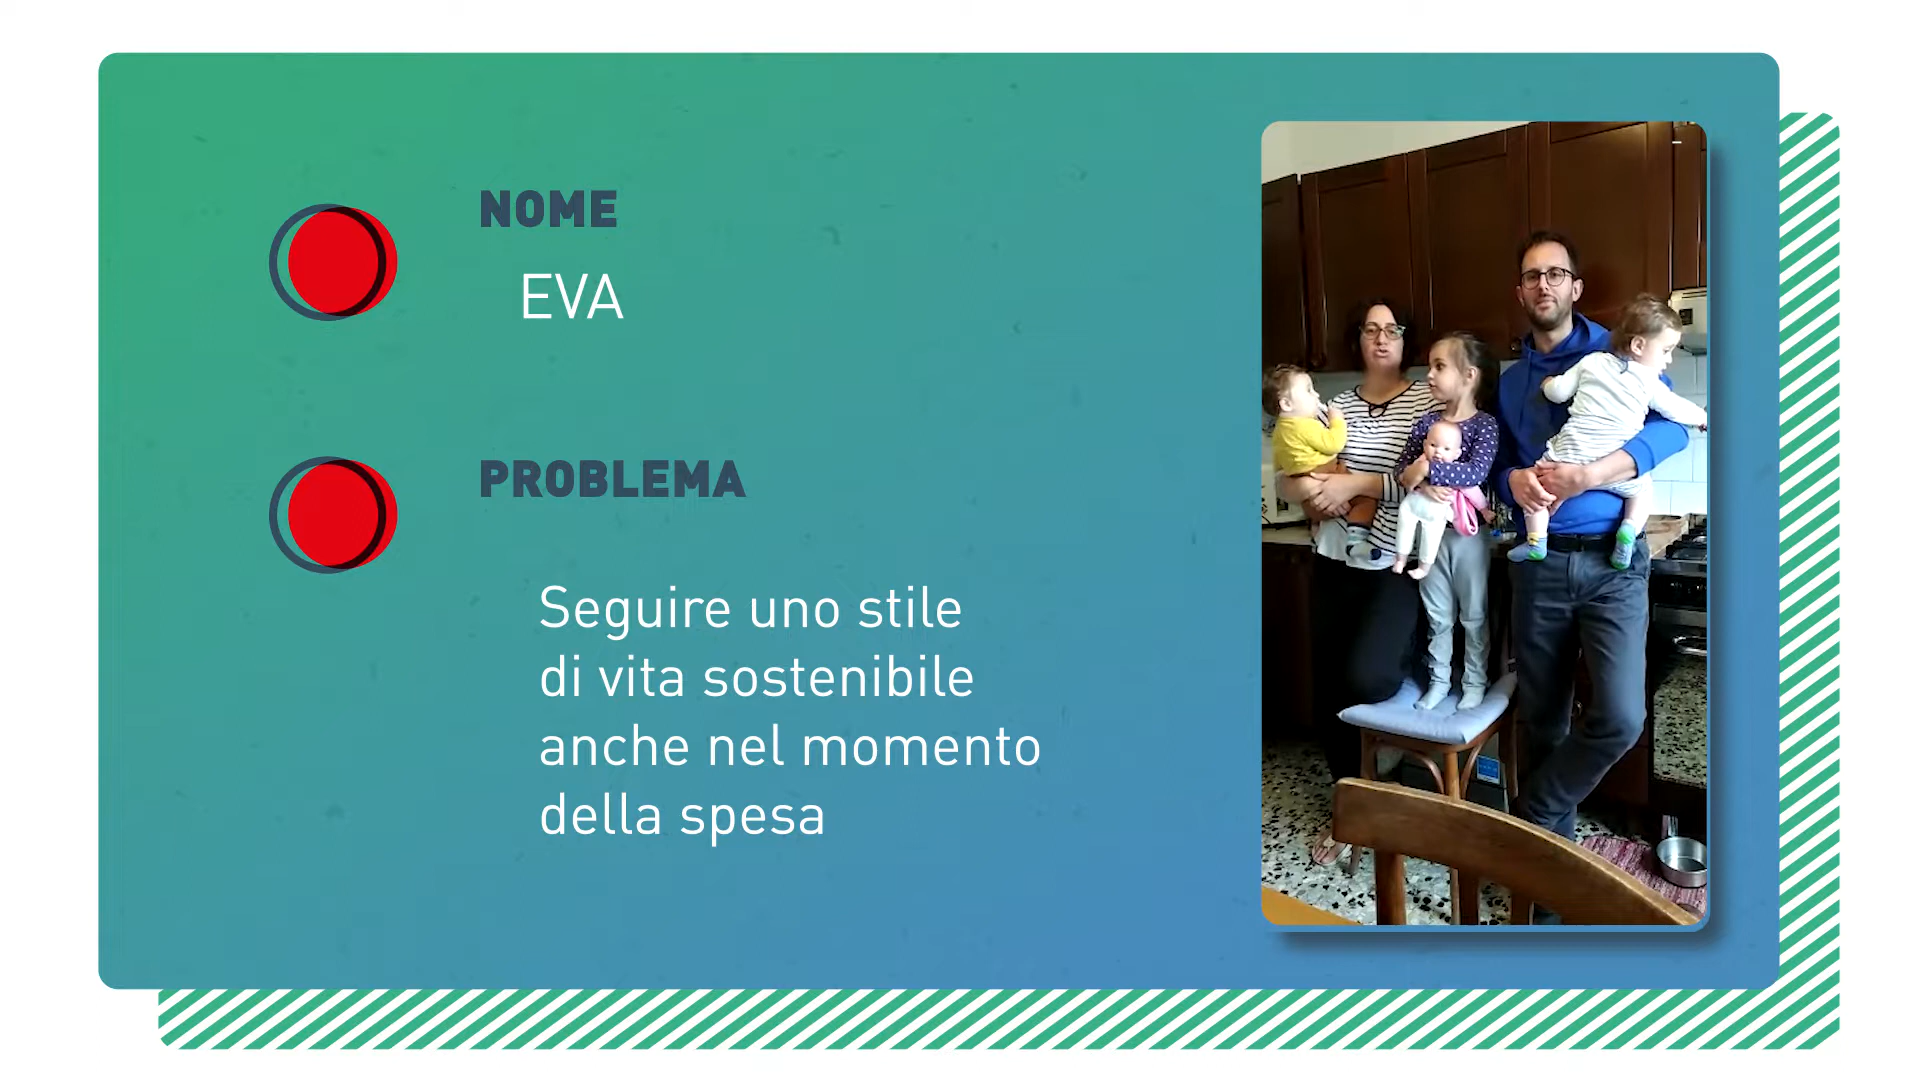 NOME
EVA
PROBLEMA
Seguire uno stile
di vita sostenibile
anche nel momento
della spesa